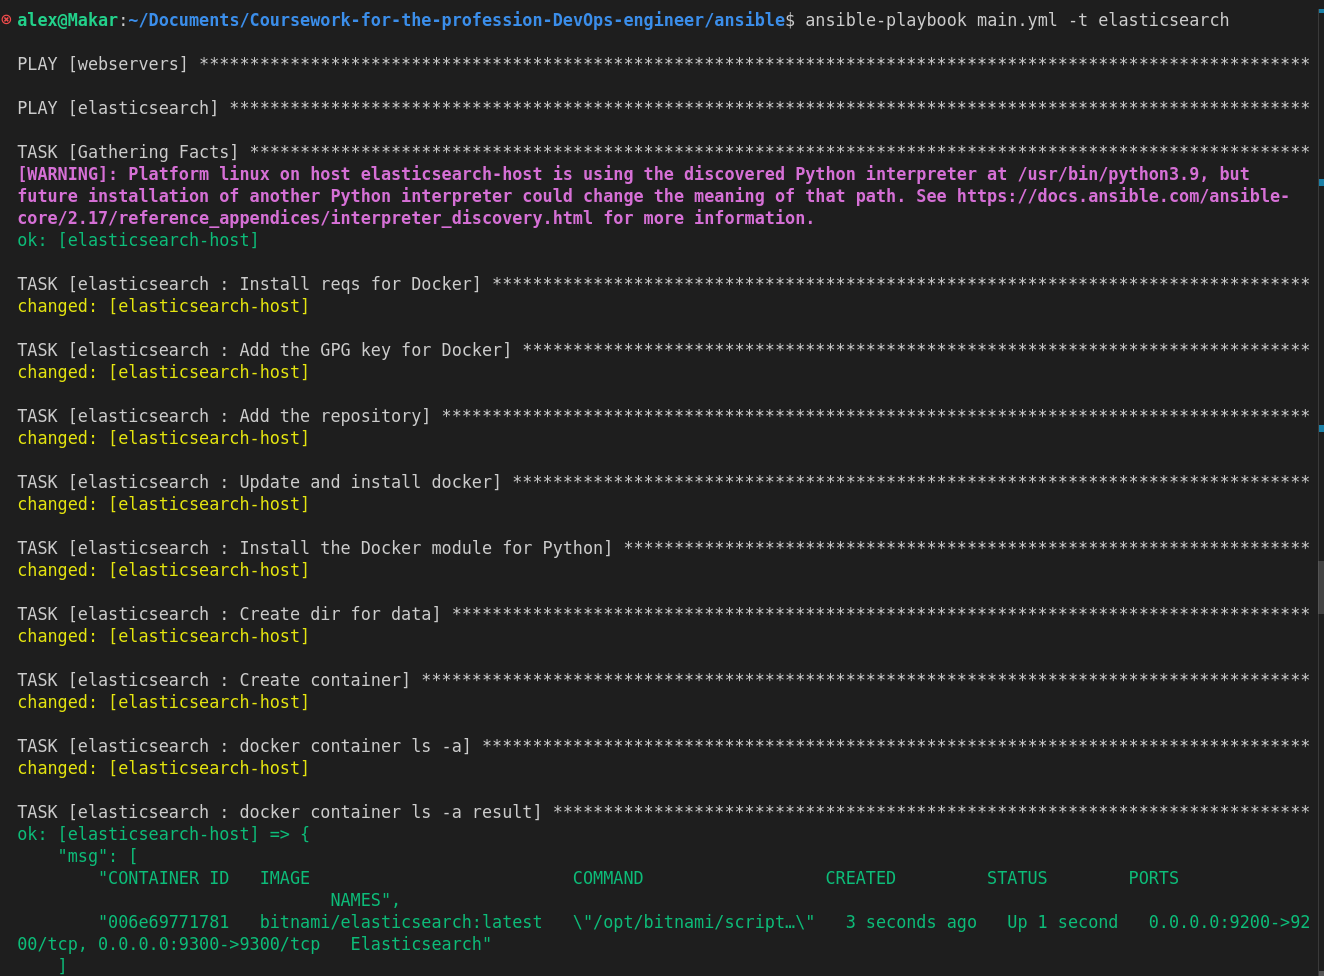 alex@Makar:~/Documents/Coursework-for-the-profession-DevOps-engineer/ansible$ ansible-playbook main.yml -t elasticsearch
PLAY [webservers] **************************************************************************************************************
PLAY [elasticsearch] ***********************************************************************************************************
TASK [Gathering Facts] *********************************************************************************************************
[WARNING]: Platform linux on host elasticsearch-host is using the discovered Python interpreter at /usr/bin/python3.9, but
future installation of another Python interpreter could change the meaning of that path. See https://docs.ansible.com/ansible-
core/2.17/reference_appendices/interpreter_discovery.html for more information.
ok: [elasticsearch-host]
TASK [elasticsearch : Install reqs for Docker] *********************************************************************************
changed: [elasticsearch-host]
TASK [elasticsearch : Add the GPG key for Docker] ******************************************************************************
changed: [elasticsearch-host]
TASK [elasticsearch : Add the repository] **************************************************************************************
changed: [elasticsearch-host]
TASK [elasticsearch : Update and install docker] *******************************************************************************
changed: [elasticsearch-host]
TASK [elasticsearch : Install the Docker module for Python] ********************************************************************
changed: [elasticsearch-host]
TASK [elasticsearch : Create dir for data] *************************************************************************************
changed: [elasticsearch-host]
TASK [elasticsearch : Create container] ****************************************************************************************
changed: [elasticsearch-host]
TASK [elasticsearch : docker container ls -a] **********************************************************************************
changed: [elasticsearch-host]
TASK [elasticsearch : docker container ls -a result] ***************************************************************************
ok: [elasticsearch-host] => {
    "msg": [
        "CONTAINER ID   IMAGE                          COMMAND                  CREATED         STATUS        PORTS
                               NAMES",
        "006e69771781   bitnami/elasticsearch:latest   \"/opt/bitnami/script…\"   3 seconds ago   Up 1 second   0.0.0.0:9200->92
00/tcp, 0.0.0.0:9300->9300/tcp   Elasticsearch"
    ]